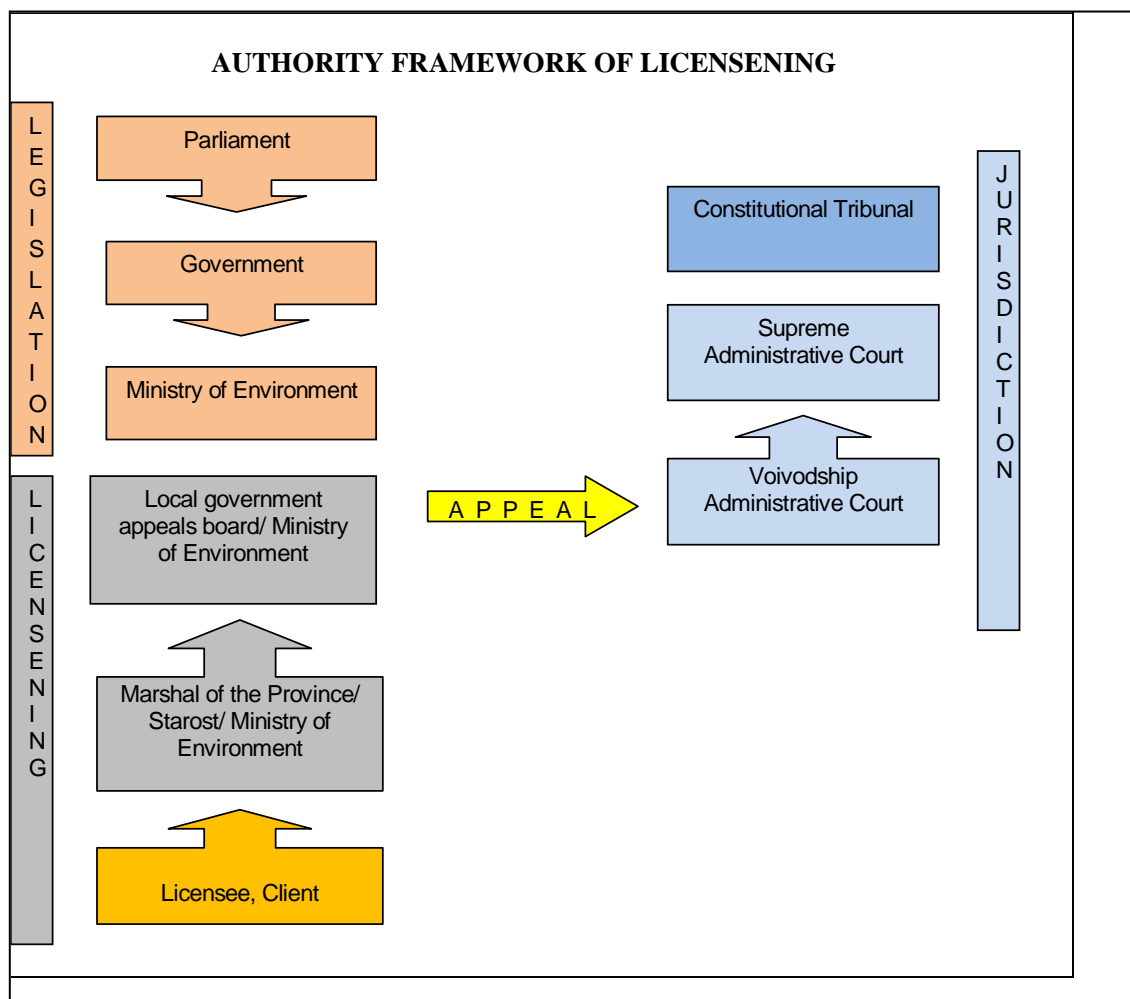 AUTHORITY FRAMEWORK OF LICENSENING
LEGISLATION
Parliament
Government
Ministry of Environment
LICENSENING
Local government
appeals board/ Ministry
of Environment
Marshal of the Province/
Starost/ Ministry of
Environment
Licensee, Client
APPEAL
Constitutional Tribunal
Supreme
Administrative Court
Voivodship
Administrative Court
JURISDICTION